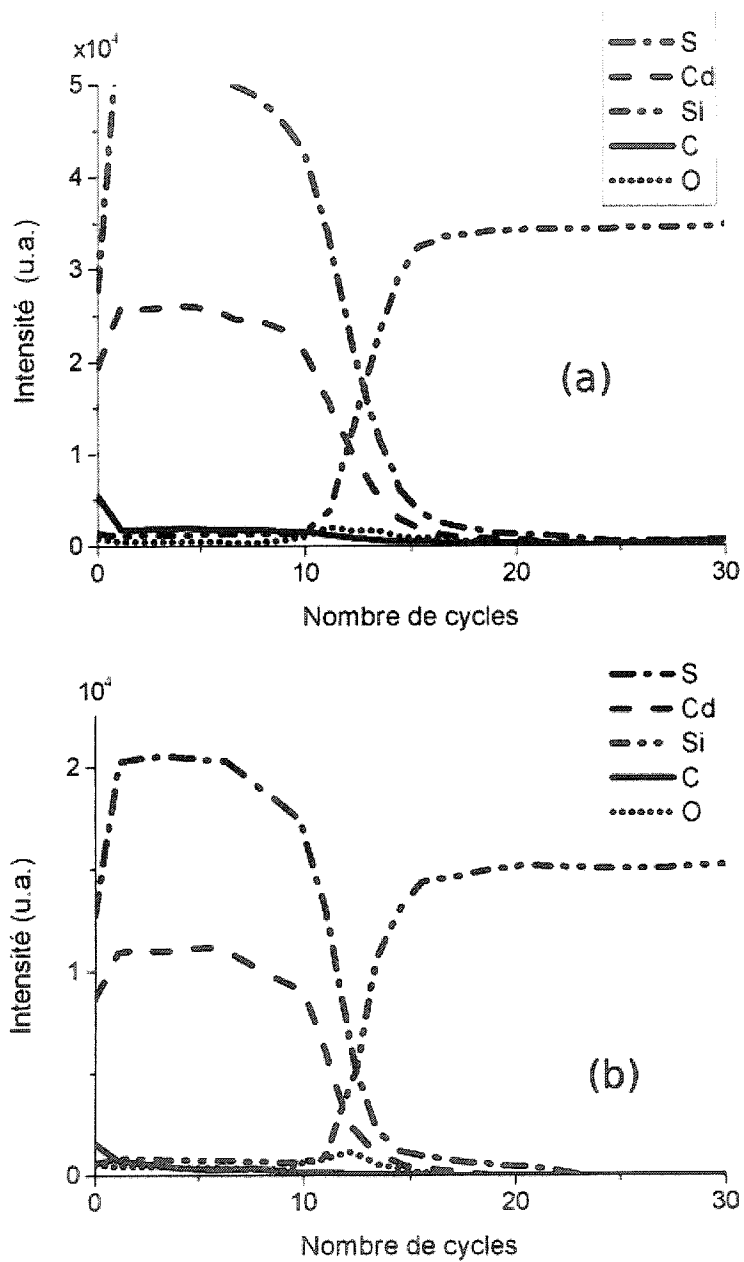 x10⁴
S
Cd
Si
C
O
5
4
3
2
1
0
Intensité (u.a.)
(a)
0 10 20 30
Nombre de cycles
10⁴
S
Cd
Si
C
O
2
1
0
Intensité (u.a.)
(b)
0 10 20 30
Nombre de cycles